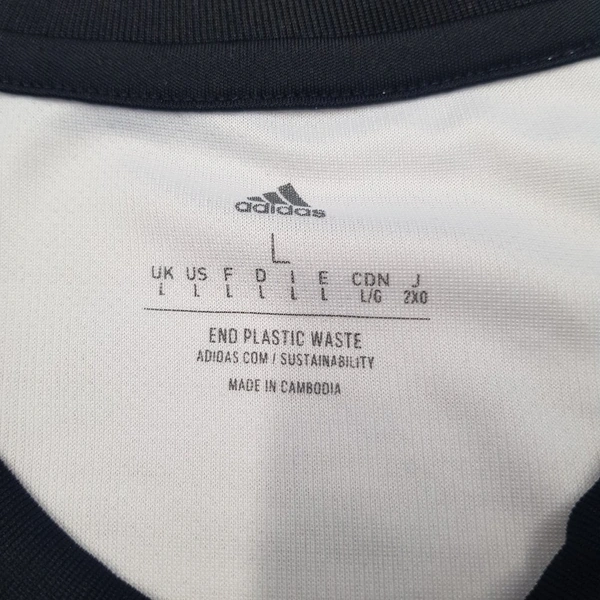 adidas
L
UK US F D I E CDN J
L L L L L L L/G 2XO
END PLASTIC WASTE
ADIDAS.COM / SUSTAINABILITY
MADE IN CAMBODIA